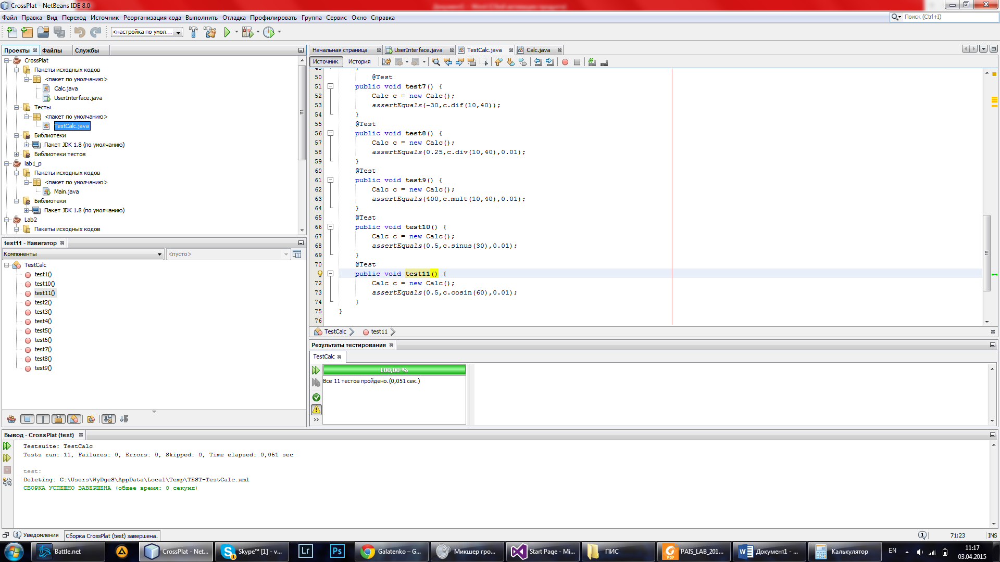 CrossPlat - NetBeans IDE 8.0
Файл Правка Вид Переход Источник Реорганизация кода Выполнить Отладка Профилировать Группа Сервис Окно Справка
Поиск (Ctrl+I)
<настройка по умол...
Проекты Файлы Службы
CrossPlat
Пакеты исходных кодов
<пакет по умолчанию>
Calc.java
UserInterface.java
Тесты
<пакет по умолчанию>
TestCalc.java
Библиотеки
Пакет JDK 1.8 (по умолчанию)
Библиотеки тестов
lab1_p
Пакеты исходных кодов
<пакет по умолчанию>
Main.java
Библиотеки
Пакет JDK 1.8 (по умолчанию)
Lab2
Пакеты исходных кодов
test11 - Навигатор
Компоненты <пусто>
TestCalc
test1()
test10()
test11()
test2()
test3()
test4()
test5()
test6()
test7()
test8()
test9()
Начальная страница UserInterface.java TestCalc.java Calc.java
Источник История
50 @Test
51 public void test7() {
52 Calc c = new Calc();
53 assertEquals(-30,c.dif(10,40));
54 }
55 @Test
56 public void test8() {
57 Calc c = new Calc();
58 assertEquals(0.25,c.div(10,40),0.01);
59 }
60 @Test
61 public void test9() {
62 Calc c = new Calc();
63 assertEquals(400,c.mult(10,40),0.01);
64 }
65 @Test
66 public void test10() {
67 Calc c = new Calc();
68 assertEquals(0.5,c.sinus(30),0.01);
69 }
70 @Test
public void test11() {
72 Calc c = new Calc();
73 assertEquals(0.5,c.cosin(60),0.01);
74 }
75 }
76
TestCalc test11
Результаты тестирования
TestCalc
100,00 %
Все 11 тестов пройдено.(0,051 сек.)
Вывод - CrossPlat (test)
Testsuite: TestCalc
Tests run: 11, Failures: 0, Errors: 0, Skipped: 0, Time elapsed: 0,051 sec
test:
Deleting: C:\Users\WyDgeS\AppData\Local\Temp\TEST-TestCalc.xml
СБОРКА УСПЕШНО ЗАВЕРШЕНА (общее время: 0 секунд)
Уведомления Сборка CrossPlat (test) завершена. 1 71:23 INS
Battle.net CrossPlat - Net... Skype™ [1] - v... Lr Ps Galatenko – G... Микшер гро... Start Page - Mi... ПИС PAIS_LAB_201... Документ1 - ... Калькулятор EN 11:17
03.04.2015